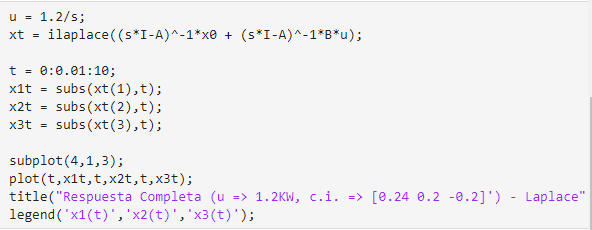 u = 1.2/s;
xt = ilaplace((s*I-A)^-1*x0 + (s*I-A)^-1*B*u);
t = 0:0.01:10;
x1t = subs(xt(1),t);
x2t = subs(xt(2),t);
x3t = subs(xt(3),t);
subplot(4,1,3);
plot(t,x1t,t,x2t,t,x3t);
title("Respuesta Completa (u => 1.2KW, c.i. => [0.24 0.2 -0.2]') - Laplace"
legend('x1(t)','x2(t)','x3(t)');